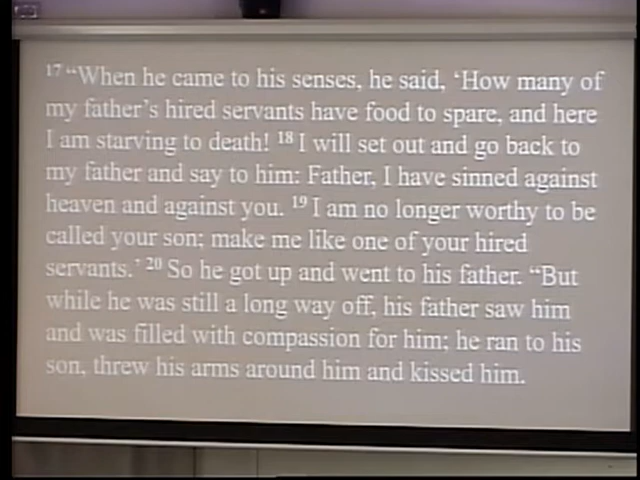 17 “When he came to his senses, he said, ‘How many of
my father’s hired servants have food to spare, and here
I am starving to death! 18 I will set out and go back to
my father and say to him: Father, I have sinned against
heaven and against you. 19 I am no longer worthy to be
called your son; make me like one of your hired
servants.’ 20 So he got up and went to his father. “But
while he was still a long way off, his father saw him
and was filled with compassion for him; he ran to his
son, threw his arms around him and kissed him.